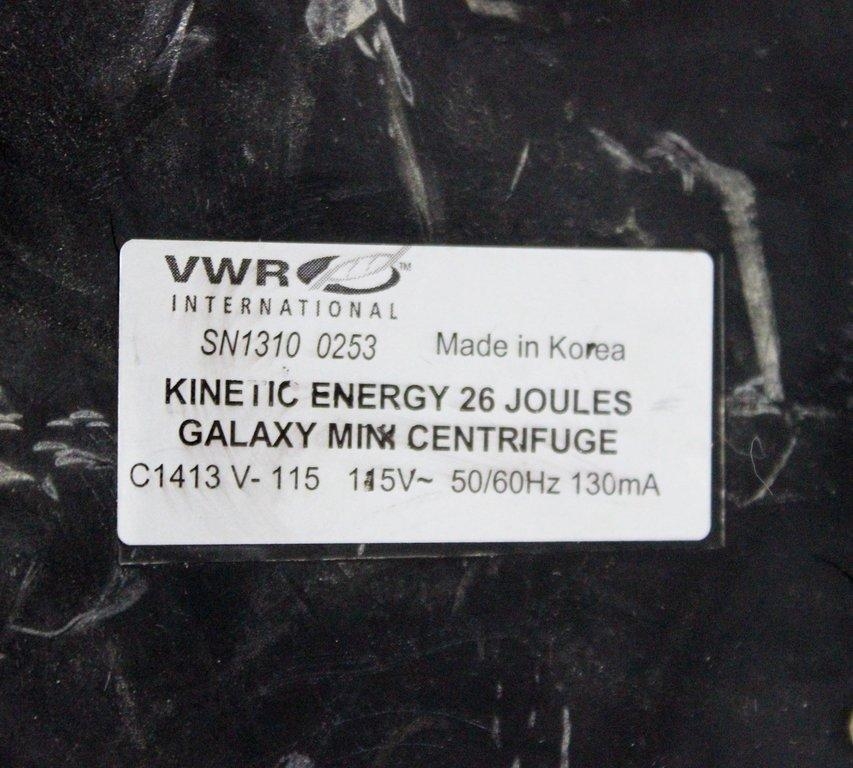 VWR™
INTERNATIONAL
SN1310 0253 Made in Korea
KINETIC ENERGY 26 JOULES
GALAXY MINI CENTRIFUGE
C1413 V- 115 115V~ 50/60Hz 130mA